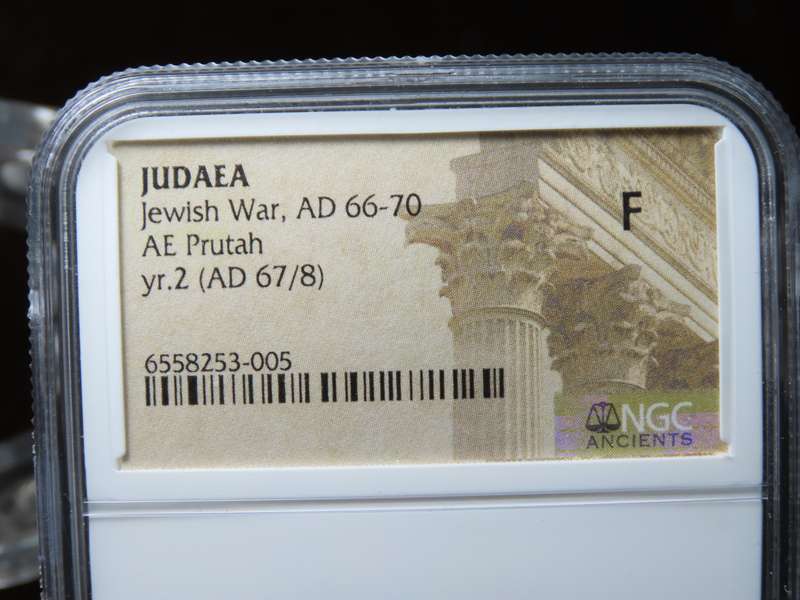 JUDAEA
Jewish War, AD 66-70
AE Prutah
yr.2 (AD 67/8)
F
6558253-005
NGC
ANCIENTS